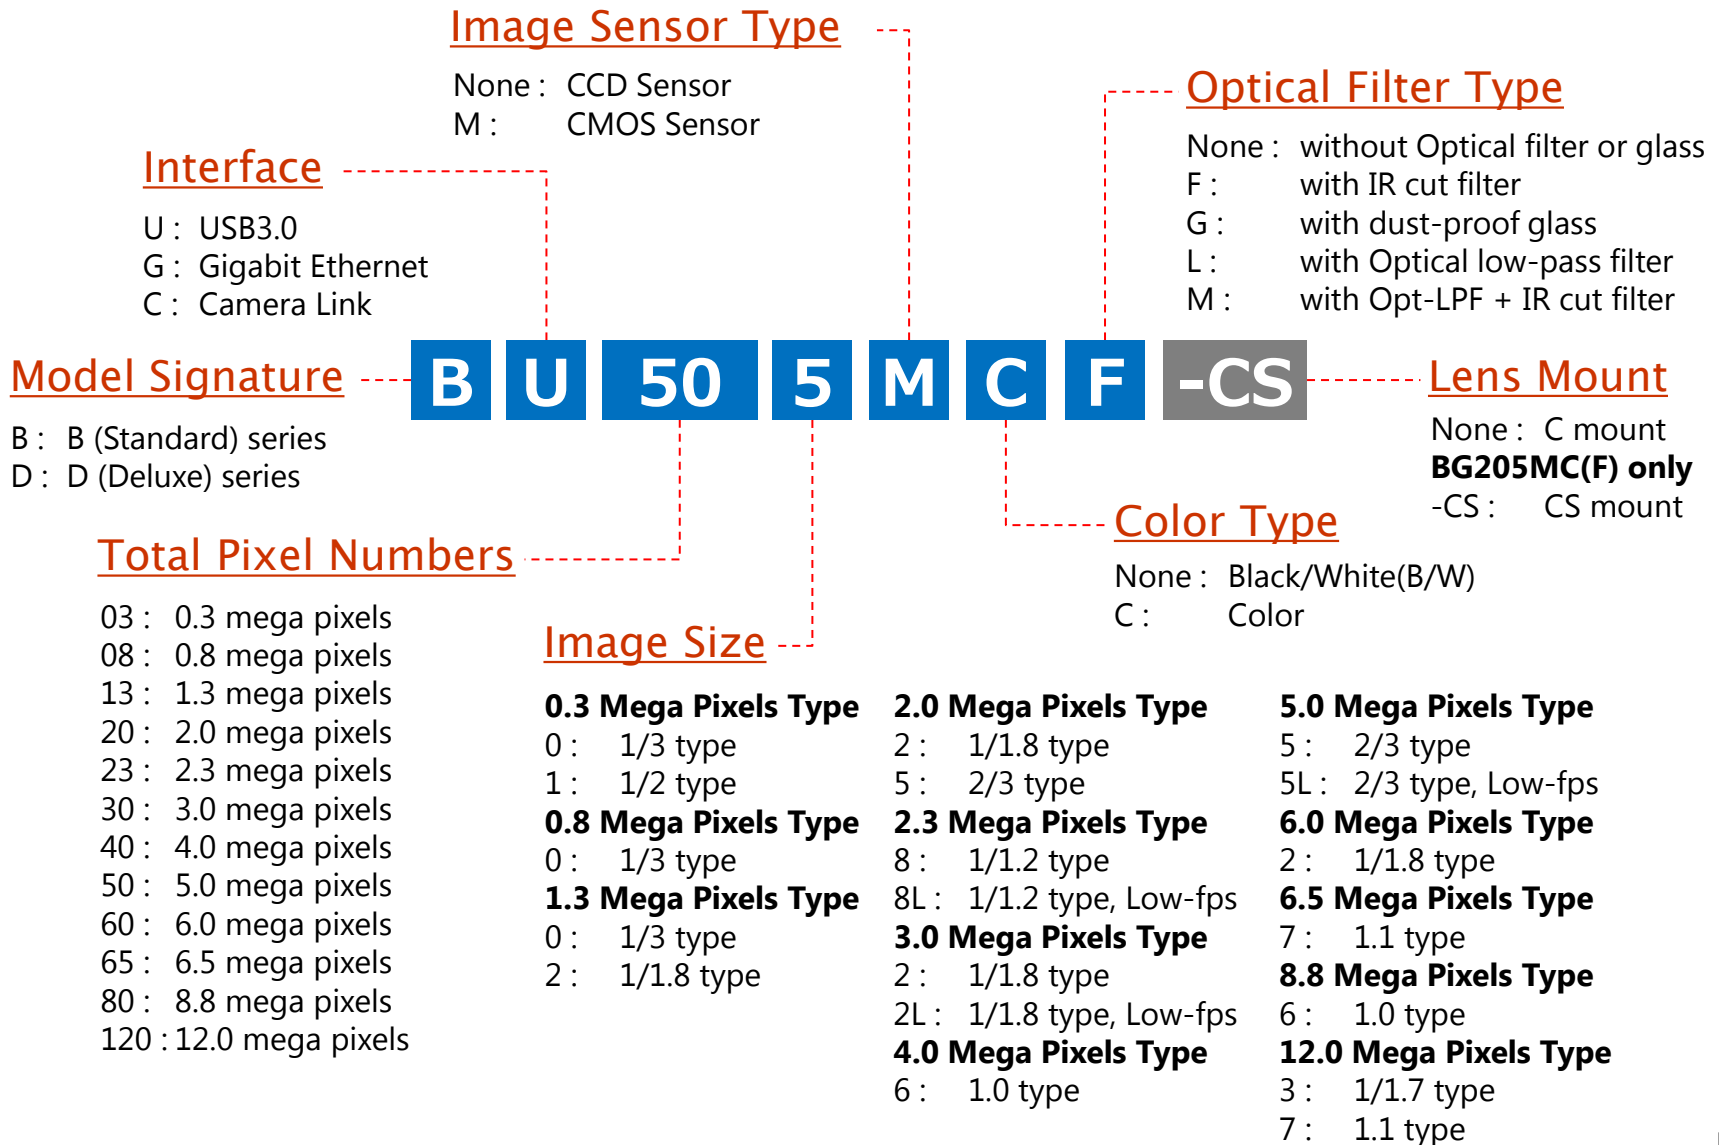 Image Sensor Type
None : CCD Sensor
M : CMOS Sensor
Optical Filter Type
None : without Optical filter or glass
F : with IR cut filter
G : with dust-proof glass
L : with Optical low-pass filter
M : with Opt-LPF + IR cut filter
Interface
U : USB3.0
G : Gigabit Ethernet
C : Camera Link
B U 50 5 M C F -CS
Model Signature
B : B (Standard) series
D : D (Deluxe) series
Lens Mount
None : C mount
BG205MC(F) only
-CS : CS mount
Total Pixel Numbers
03 : 0.3 mega pixels
08 : 0.8 mega pixels
13 : 1.3 mega pixels
20 : 2.0 mega pixels
23 : 2.3 mega pixels
30 : 3.0 mega pixels
40 : 4.0 mega pixels
50 : 5.0 mega pixels
60 : 6.0 mega pixels
65 : 6.5 mega pixels
80 : 8.8 mega pixels
120 : 12.0 mega pixels
Color Type
None : Black/White(B/W)
C : Color
Image Size
0.3 Mega Pixels Type
0 : 1/3 type
1 : 1/2 type
0.8 Mega Pixels Type
0 : 1/3 type
1.3 Mega Pixels Type
0 : 1/3 type
2 : 1/1.8 type
2.0 Mega Pixels Type
2 : 1/1.8 type
5 : 2/3 type
2.3 Mega Pixels Type
8 : 1/1.2 type
8L : 1/1.2 type, Low-fps
3.0 Mega Pixels Type
2 : 1/1.8 type
2L : 1/1.8 type, Low-fps
4.0 Mega Pixels Type
6 : 1.0 type
5.0 Mega Pixels Type
5 : 2/3 type
5L : 2/3 type, Low-fps
6.0 Mega Pixels Type
2 : 1/1.8 type
6.5 Mega Pixels Type
7 : 1.1 type
8.8 Mega Pixels Type
6 : 1.0 type
12.0 Mega Pixels Type
3 : 1/1.7 type
7 : 1.1 type